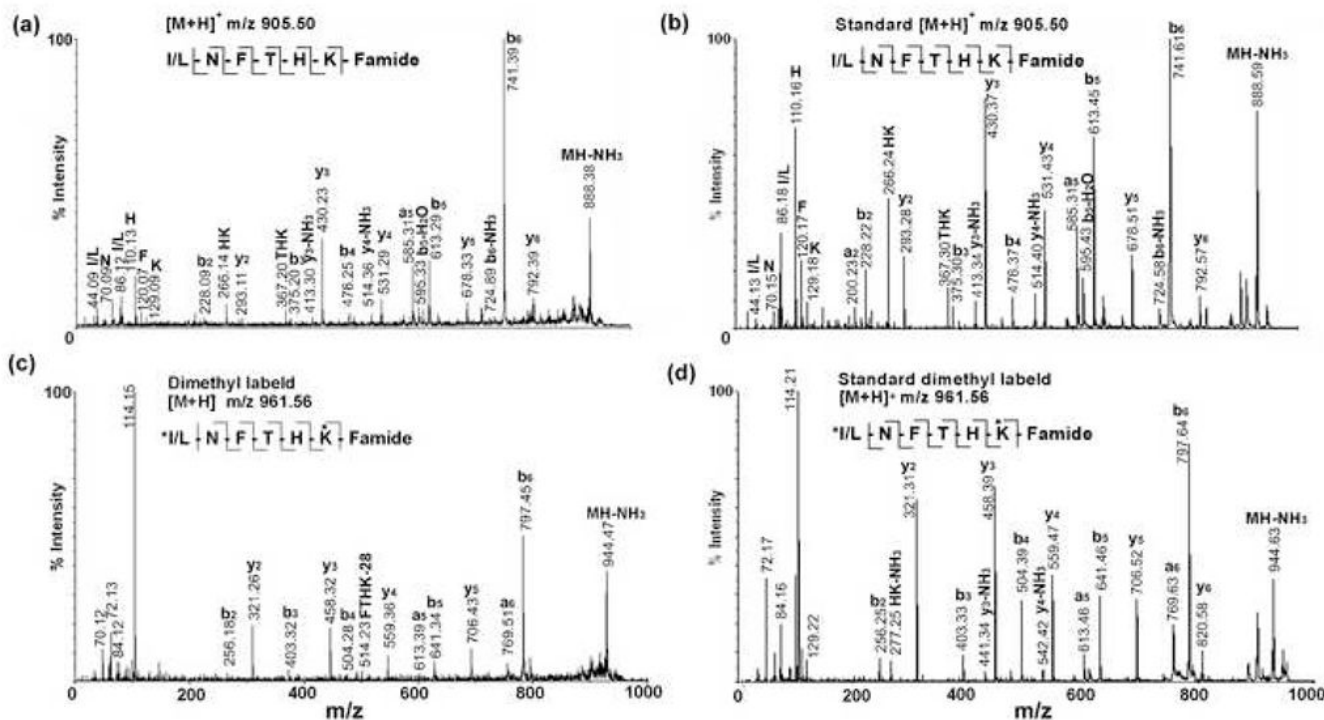 (a)
[M+H]+ m/z 905.50
I/L N F T H K Famide
% Intensity
100
0
44.09 I/L
70.09 N
86.12 I/L
110.13 H
120.07 F
129.09 K
228.09 b2
266.14 HK
293.11 y2
367.20 THK
375.20 b3
413.30 y3-NH3
430.23 y3
476.25 b4
514.36 y4-NH3
531.29 y4
585.31 a5
595.33 b5-H2O
613.29 b5
678.33 y5
724.89 b6-NH3
741.39 b6
792.39 y6
888.38 MH-NH3
(b)
Standard [M+H]+ m/z 905.50
I/L N F T H K Famide
% Intensity
100
0
44.13 I/L
70.15 N
86.18 I/L
110.16 H
120.17 F
129.18 K
200.23 a2
228.22 b2
266.24 HK
293.28 y2
367.30 THK
375.30 b3
413.34 y3-NH3
430.37 y3
476.37 b4
514.40 y4-NH3
531.43 y4
585.31 a5
595.43 b5-H2O
613.45 b5
678.51 y5
724.58 b6-NH3
741.61 b6
792.57 y6
888.59 MH-NH3
(c)
Dimethyl labeld
[M+H] m/z 961.56
*I/L N F T H K* Famide
% Intensity
100
0
70.12
72.13
84.12
114.15
256.18 b2
321.26 y2
403.32 b3
458.32 y3
504.28 b4
514.23 FTHK-28
559.36 y4
613.39 a5
641.34 b5
706.43 y5
769.51 a6
797.45 b6
944.47 MH-NH3
0 200 400 600 800 1000
m/z
(d)
Standard dimethyl labeld
[M+H]+ m/z 961.56
*I/L N F T H K* Famide
% Intensity
100
0
72.17
84.16
114.21
129.22
256.25 b2
277.25 HK-NH3
321.31 y2
403.33 b3
441.34 y3-NH3
458.39 y3
504.39 b4
542.42 y4-NH3
559.47 y4
613.46 a5
641.46 b5
706.52 y5
769.63 a6
797.64 b6
820.58 y6
944.63 MH-NH3
0 200 400 600 800 1000
m/z